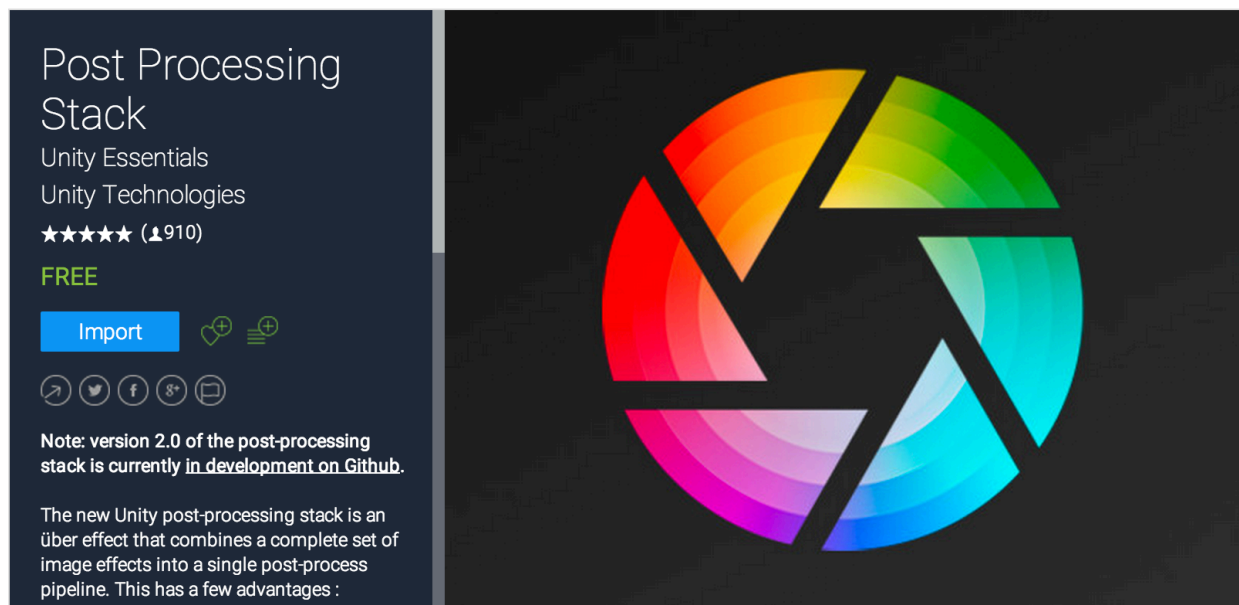 Post Processing
Stack
Unity Essentials
Unity Technologies
★★★★★ (910)
FREE
Import
f
8+
Note: version 2.0 of the post-processing
stack is currently in development on Github.
The new Unity post-processing stack is an
über effect that combines a complete set of
image effects into a single post-process
pipeline. This has a few advantages :